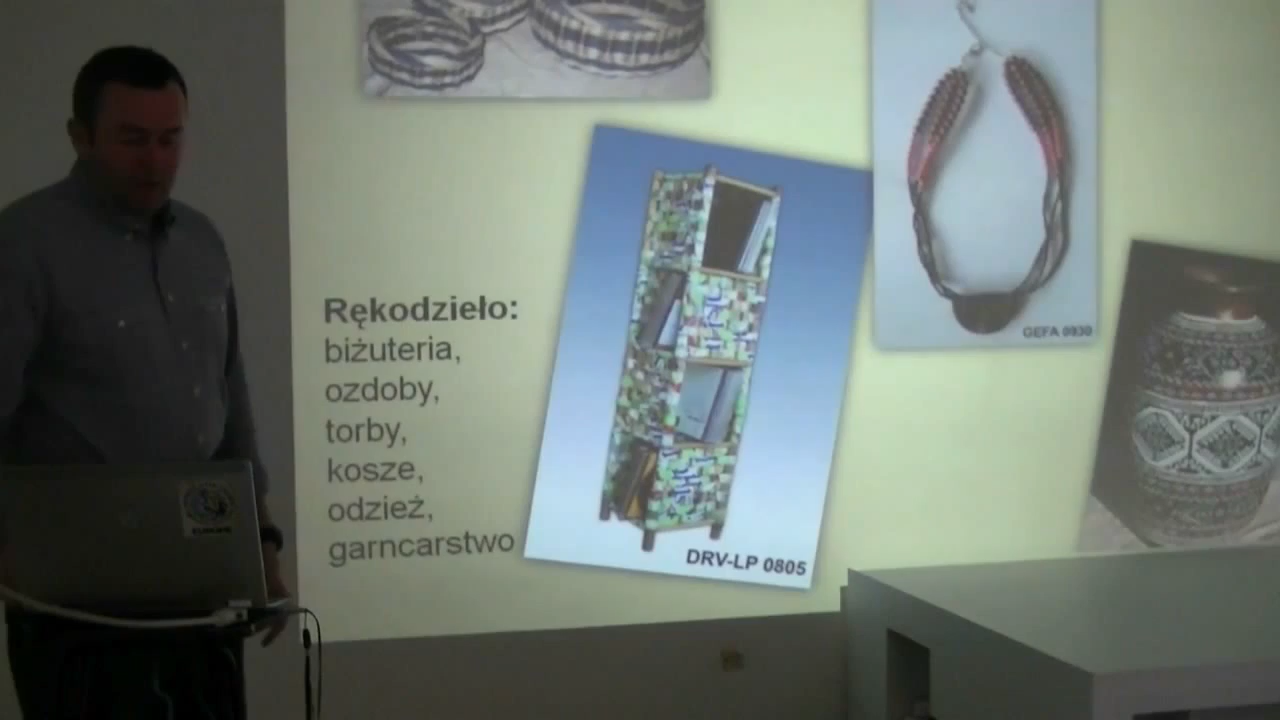 Rękodzieło:
biżuteria,
ozdoby,
torby,
kosze,
odzież,
garncarstwo
DRV-LP 0805
GEFA 0930